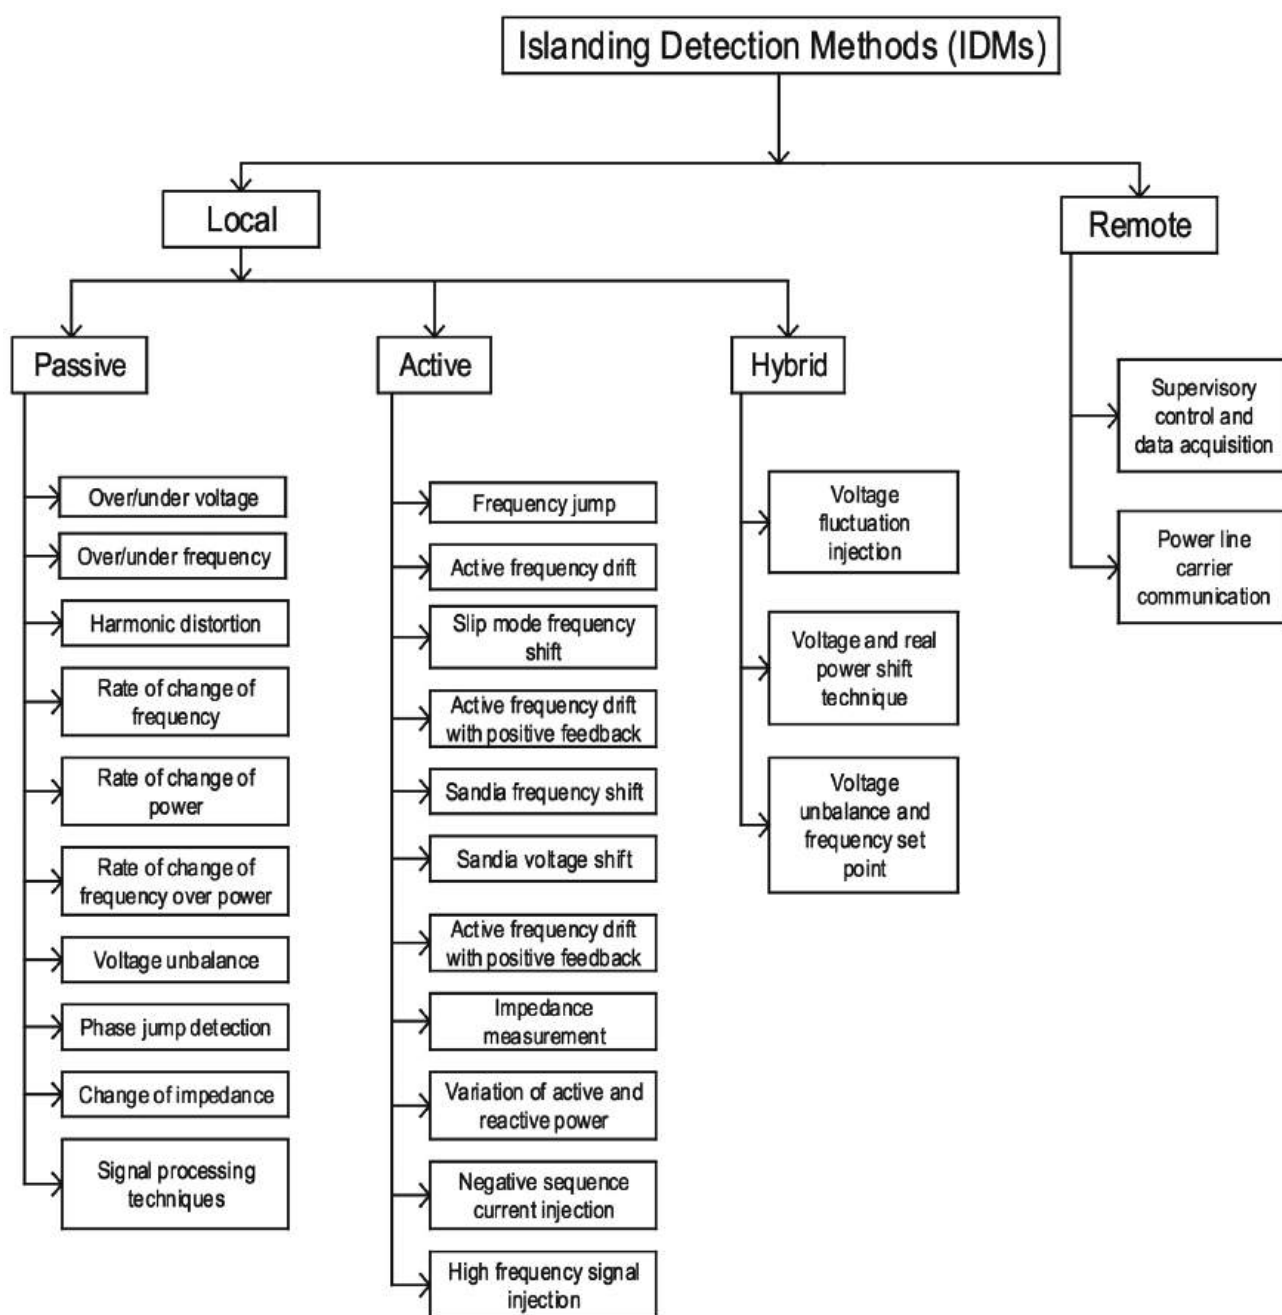 Islanding Detection Methods (IDMs)
Local
Remote
Passive
Active
Hybrid
Over/under voltage
Over/under frequency
Harmonic distortion
Rate of change of
frequency
Rate of change of
power
Rate of change of
frequency over power
Voltage unbalance
Phase jump detection
Change of impedance
Signal processing
techniques
Frequency jump
Active frequency drift
Slip mode frequency
shift
Active frequency drift
with positive feedback
Sandia frequency shift
Sandia voltage shift
Active frequency drift
with positive feedback
Impedance
measurement
Variation of active and
reactive power
Negative sequence
current injection
High frequency signal
injection
Voltage
fluctuation
injection
Voltage and real
power shift
technique
Voltage
unbalance and
frequency set
point
Supervisory
control and
data acquisition
Power line
carrier
communication